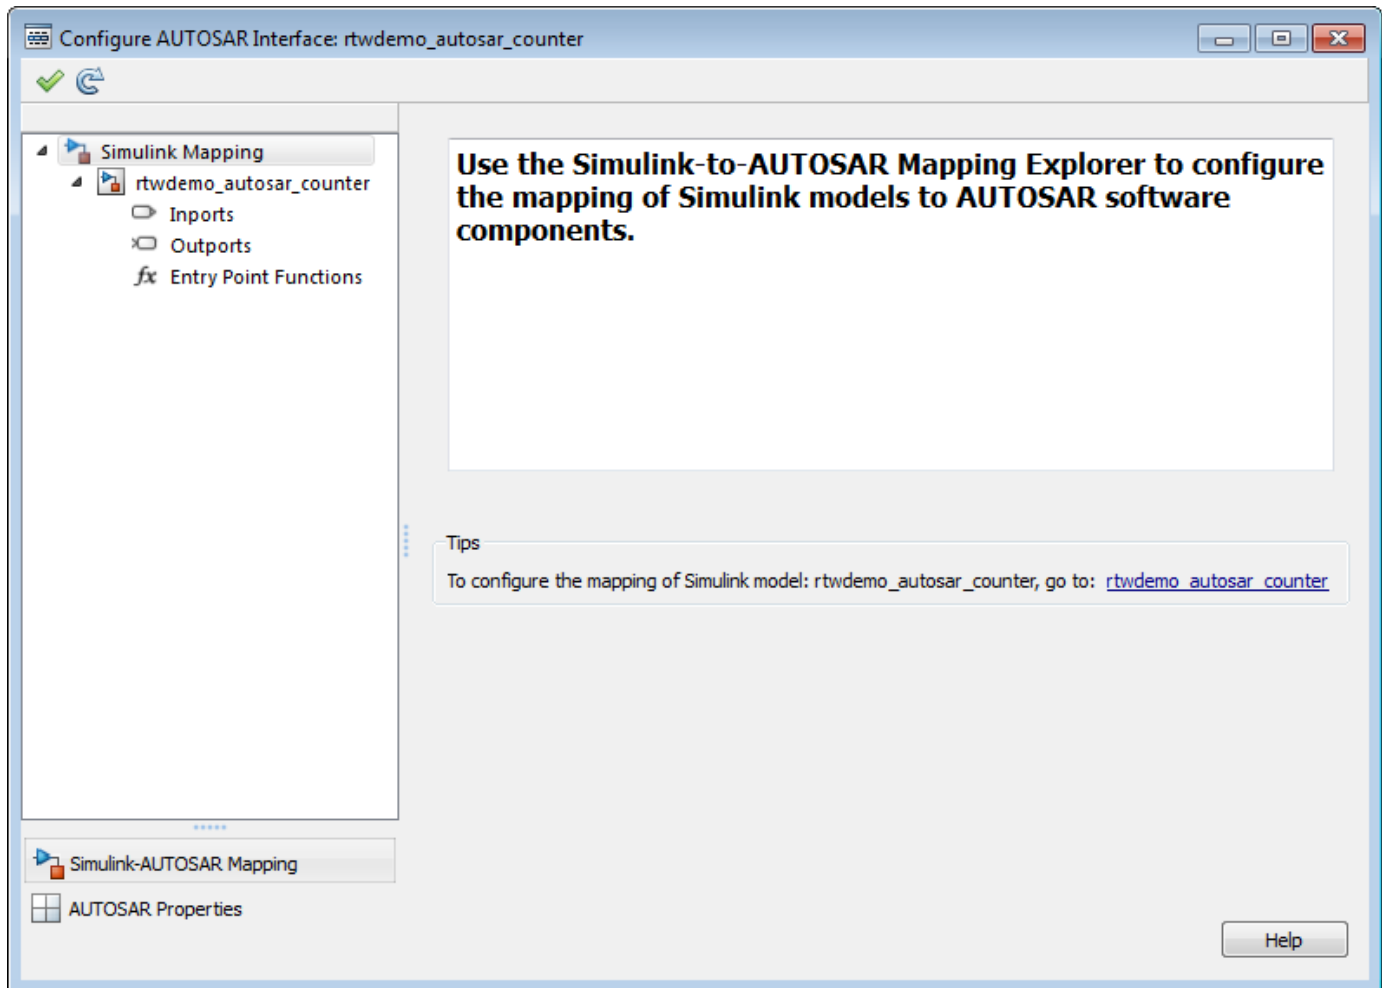 Configure AUTOSAR Interface: rtwdemo_autosar_counter
Simulink Mapping
rtwdemo_autosar_counter
Inports
Outports
fx Entry Point Functions
Use the Simulink-to-AUTOSAR Mapping Explorer to configure
the mapping of Simulink models to AUTOSAR software
components.
Tips
To configure the mapping of Simulink model: rtwdemo_autosar_counter, go to: rtwdemo_autosar_counter
Simulink-AUTOSAR Mapping
AUTOSAR Properties
Help